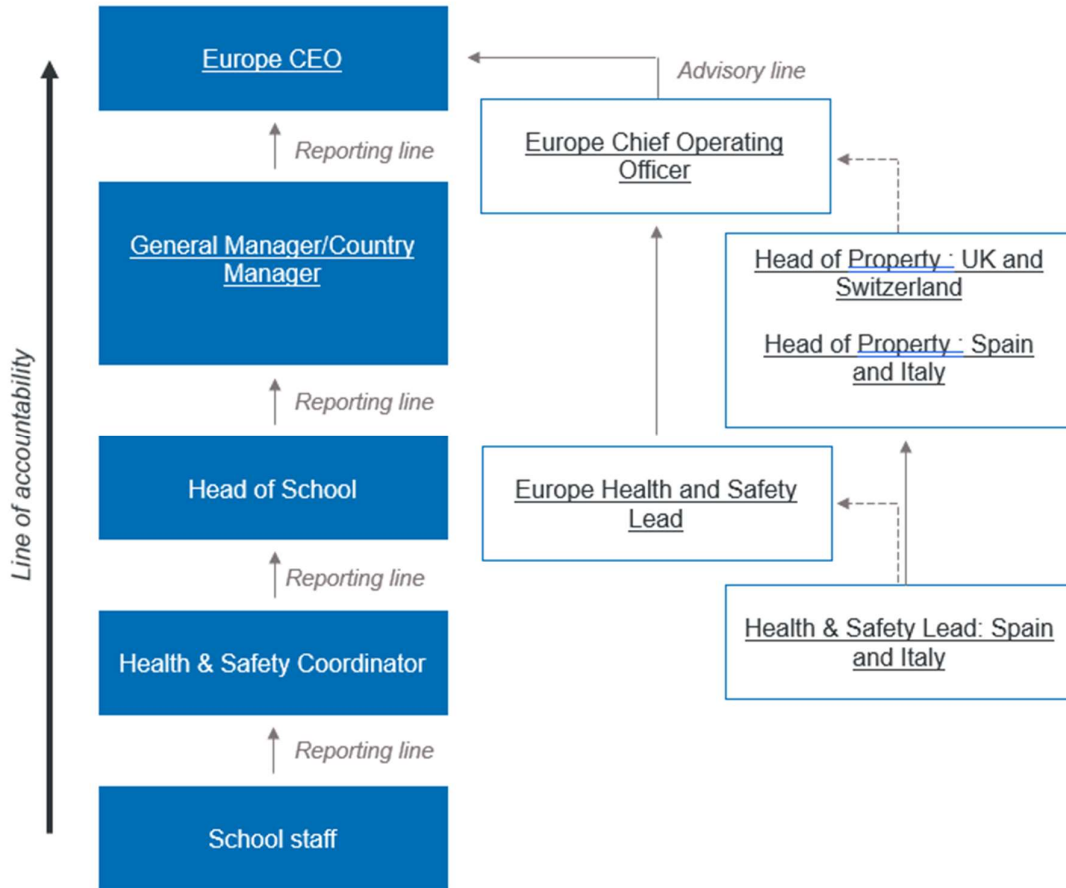 Europe CEO
Advisory line
Reporting line
Europe Chief Operating
Officer
General Manager/Country
Manager
Head of Property : UK and
Switzerland
Head of Property : Spain
and Italy
Reporting line
Line of accountability
Head of School
Europe Health and Safety
Lead
Reporting line
Health & Safety Coordinator
Health & Safety Lead: Spain
and Italy
Reporting line
School staff